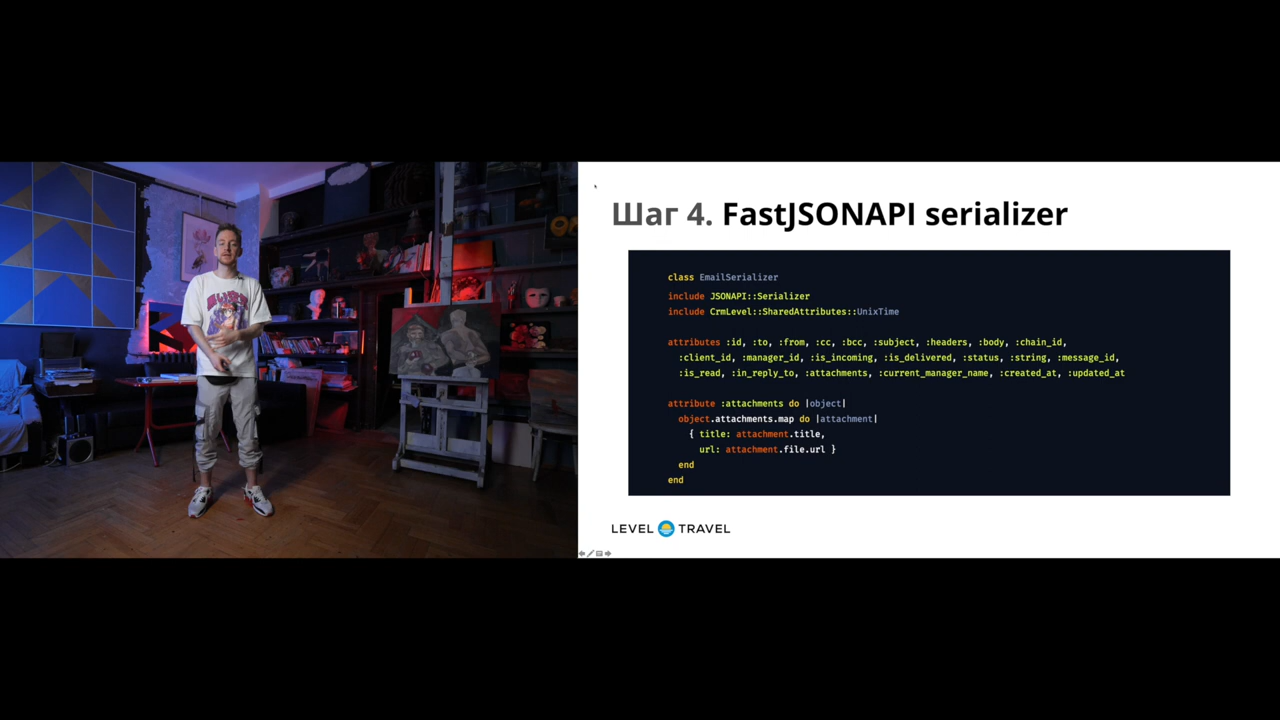 Шаг 4. FastJSONAPI serializer
class EmailSerializer
include JSONAPI::Serializer
include CrmLevel::SharedAttributes::UnixTime
attributes :id, :to, :from, :cc, :bcc, :subject, :headers, :body, :chain_id,
:client_id, :manager_id, :is_incoming, :is_delivered, :status, :string, :message_id,
:is_read, :in_reply_to, :attachments, :current_manager_name, :created_at, :updated_at
attribute :attachments do |object|
object.attachments.map do |attachment|
{ title: attachment.title,
url: attachment.file.url }
end
end
LEVEL TRAVEL